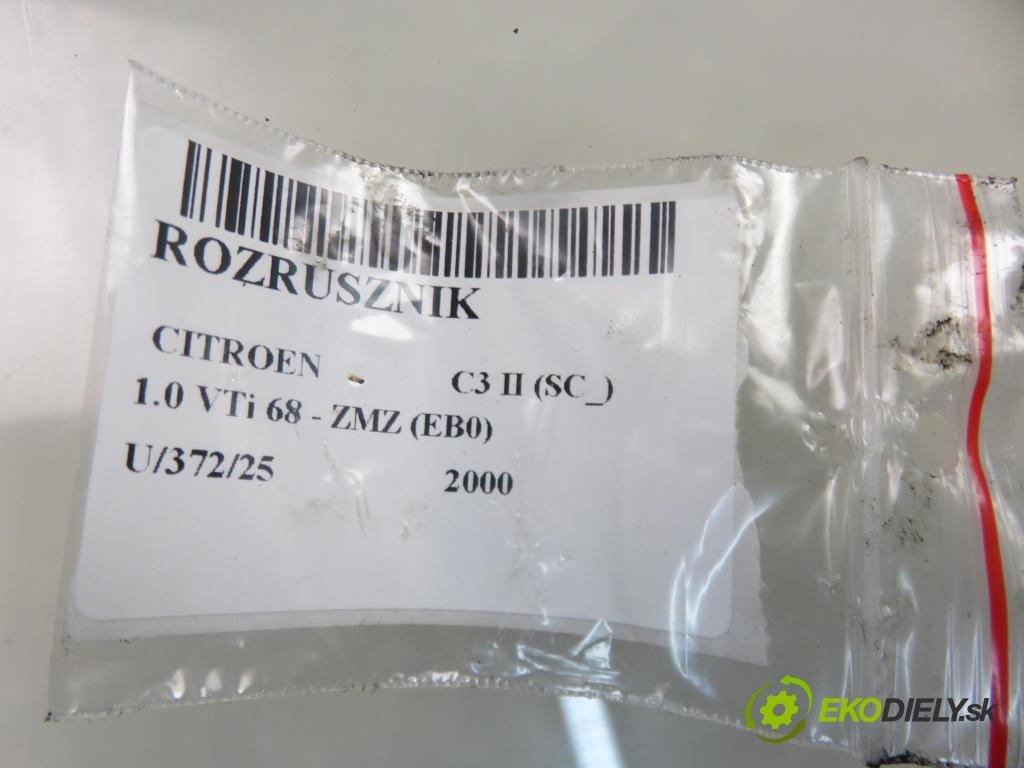 ROZRUSZNIK
CITROEN C3 II (SC_)
1.0 VTi 68 - ZMZ (EB0)
U/372/25 2000
EKODIELY.sk